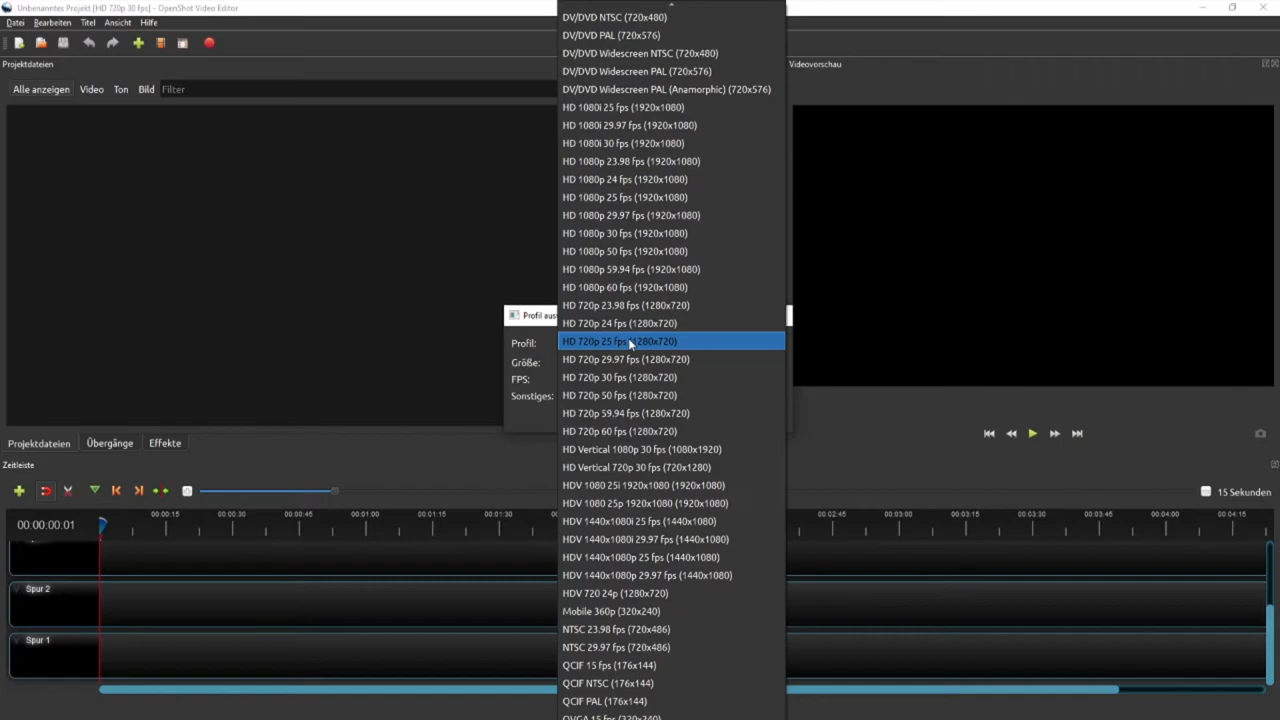 Unbenanntes Projekt [HD 720p 30 fps] - OpenShot Video Editor
Datei Bearbeiten Titel Ansicht Hilfe
Projektdateien
Videovorschau
Alle anzeigen Video Ton Bild Filter
DV/DVD NTSC (720x480)
DV/DVD PAL (720x576)
DV/DVD Widescreen NTSC (720x480)
DV/DVD Widescreen PAL (720x576)
DV/DVD Widescreen PAL (Anamorphic) (720x576)
HD 1080i 25 fps (1920x1080)
HD 1080i 29.97 fps (1920x1080)
HD 1080i 30 fps (1920x1080)
HD 1080p 23.98 fps (1920x1080)
HD 1080p 24 fps (1920x1080)
HD 1080p 25 fps (1920x1080)
HD 1080p 29.97 fps (1920x1080)
HD 1080p 30 fps (1920x1080)
HD 1080p 50 fps (1920x1080)
HD 1080p 59.94 fps (1920x1080)
HD 1080p 60 fps (1920x1080)
HD 720p 23.98 fps (1280x720)
HD 720p 24 fps (1280x720)
HD 720p 25 fps (1280x720)
HD 720p 29.97 fps (1280x720)
HD 720p 30 fps (1280x720)
HD 720p 50 fps (1280x720)
HD 720p 59.94 fps (1280x720)
HD 720p 60 fps (1280x720)
HD Vertical 1080p 30 fps (1080x1920)
HD Vertical 720p 30 fps (720x1280)
HDV 1080 25i 1920x1080 (1920x1080)
HDV 1080 25p 1920x1080 (1920x1080)
HDV 1440x1080i 25 fps (1440x1080)
HDV 1440x1080i 29.97 fps (1440x1080)
HDV 1440x1080p 25 fps (1440x1080)
HDV 1440x1080p 29.97 fps (1440x1080)
HDV 720 24p (1280x720)
Mobile 360p (320x240)
NTSC 23.98 fps (720x486)
NTSC 29.97 fps (720x486)
QCIF 15 fps (176x144)
QCIF NTSC (176x144)
QCIF PAL (176x144)
QVGA 15 fps (320x240)
Profil aus
Profil:
Größe:
FPS:
Sonstiges:
Projektdateien Übergänge Effekte
Zeitleiste
15 Sekunden
00:00:00:01
00:00:15 00:00:30 00:00:45 00:01:00 00:01:15 00:01:30 00:02:45 00:03:00 00:03:15 00:03:30 00:03:45 00:04:00 00:04:15
Spur 2
Spur 1